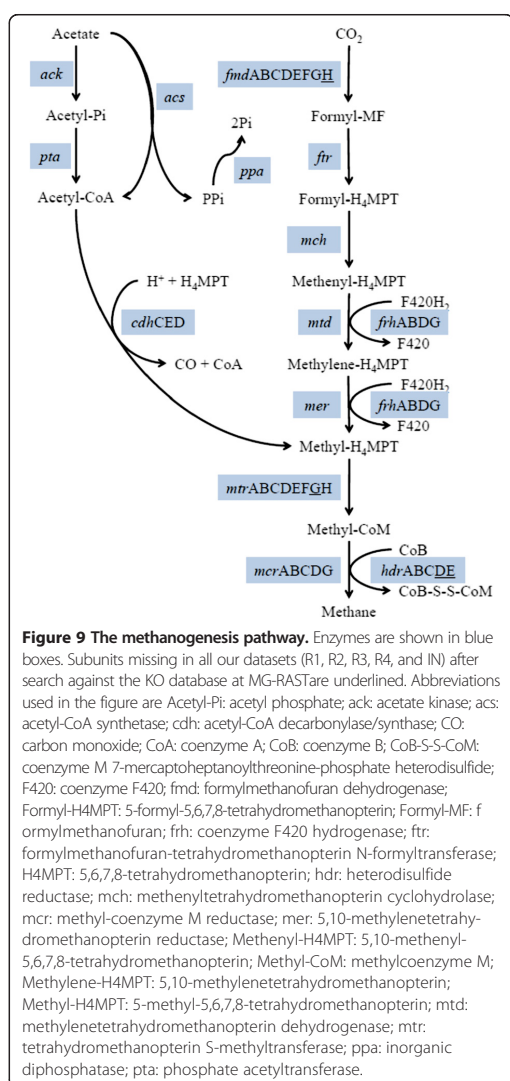 Acetate
CO2
ack
acs
fmdABCDEFGH
Acetyl-Pi
2Pi
Formyl-MF
pta
ppa
ftr
Acetyl-CoA
PPi
Formyl-H4MPT
mch
H+ + H4MPT
Methenyl-H4MPT
F420H2
cdhCED
mtd
frhABDG
F420
CO + CoA
Methylene-H4MPT
F420H2
mer
frhABDG
F420
Methyl-H4MPT
mtrABCDEFGH
Methyl-CoM
CoB
mcrABCDG
hdrABCDE
CoB-S-S-CoM
Methane
Figure 9 The methanogenesis pathway. Enzymes are shown in blue
boxes. Subunits missing in all our datasets (R1, R2, R3, R4, and IN) after
search against the KO database at MG-RASTare underlined. Abbreviations
used in the figure are Acetyl-Pi: acetyl phosphate; ack: acetate kinase; acs:
acetyl-CoA synthetase; cdh: acetyl-CoA decarbonylase/synthase; CO:
carbon monoxide; CoA: coenzyme A; CoB: coenzyme B; CoB-S-S-CoM:
coenzyme M 7-mercaptoheptanoylthreonine-phosphate heterodisulfide;
F420: coenzyme F420; fmd: formylmethanofuran dehydrogenase;
Formyl-H4MPT: 5-formyl-5,6,7,8-tetrahydromethanopterin; Formyl-MF: f
ormylmethanofuran; frh: coenzyme F420 hydrogenase; ftr:
formylmethanofuran-tetrahydromethanopterin N-formyltransferase;
H4MPT: 5,6,7,8-tetrahydromethanopterin; hdr: heterodisulfide
reductase; mch: methenyltetrahydromethanopterin cyclohydrolase;
mcr: methyl-coenzyme M reductase; mer: 5,10-methylenetetrahy-
dromethanopterin reductase; Methenyl-H4MPT: 5,10-methenyl-
5,6,7,8-tetrahydromethanopterin; Methyl-CoM: methylcoenzyme M;
Methylene-H4MPT: 5,10-methylenetetrahydromethanopterin;
Methyl-H4MPT: 5-methyl-5,6,7,8-tetrahydromethanopterin; mtd:
methylenetetrahydromethanopterin dehydrogenase; mtr:
tetrahydromethanopterin S-methyltransferase; ppa: inorganic
diphosphatase; pta: phosphate acetyltransferase.